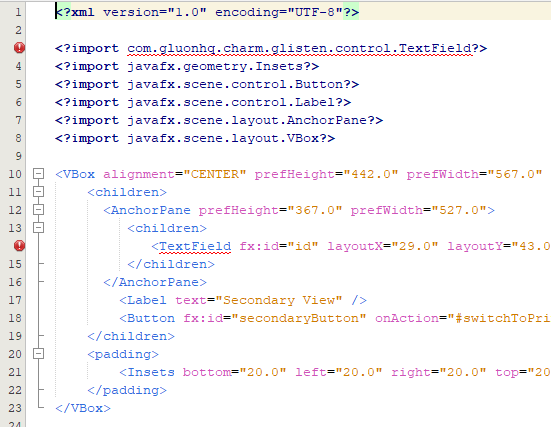 1 <?xml version="1.0" encoding="UTF-8"?>
2
<?import com.gluonhq.charm.glisten.control.TextField?>
4 <?import javafx.geometry.Insets?>
5 <?import javafx.scene.control.Button?>
6 <?import javafx.scene.control.Label?>
7 <?import javafx.scene.layout.AnchorPane?>
8 <?import javafx.scene.layout.VBox?>
9
10 <VBox alignment="CENTER" prefHeight="442.0" prefWidth="567.0"
11 <children>
12 <AnchorPane prefHeight="367.0" prefWidth="527.0">
13 <children>
<TextField fx:id="id" layoutX="29.0" layoutY="43.0
15 </children>
16 </AnchorPane>
17 <Label text="Secondary View" />
18 <Button fx:id="secondaryButton" onAction="#switchToPri
19 </children>
20 <padding>
21 <Insets bottom="20.0" left="20.0" right="20.0" top="20
22 </padding>
23 </VBox>
24